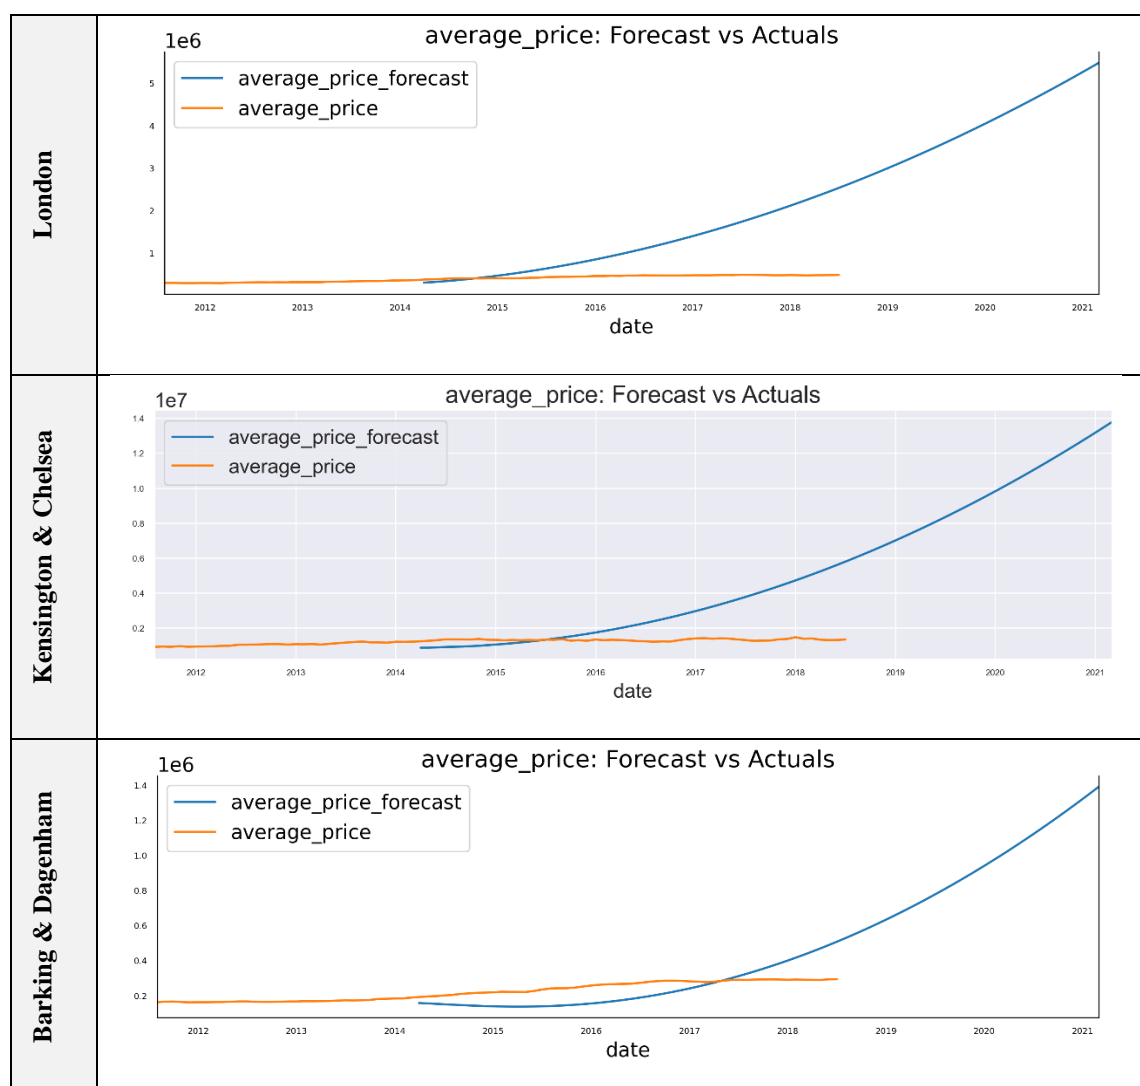 London
average_price: Forecast vs Actuals
1e6
average_price_forecast
average_price
5
4
3
2
1
2012 2013 2014 2015 2016 2017 2018 2019 2020 2021
date
Kensington & Chelsea
average_price: Forecast vs Actuals
1e7
average_price_forecast
average_price
1.4
1.2
1.0
0.8
0.6
0.4
0.2
2012 2013 2014 2015 2016 2017 2018 2019 2020 2021
date
Barking & Dagenham
average_price: Forecast vs Actuals
1e6
average_price_forecast
average_price
1.4
1.2
1.0
0.8
0.6
0.4
0.2
2012 2013 2014 2015 2016 2017 2018 2019 2020 2021
date